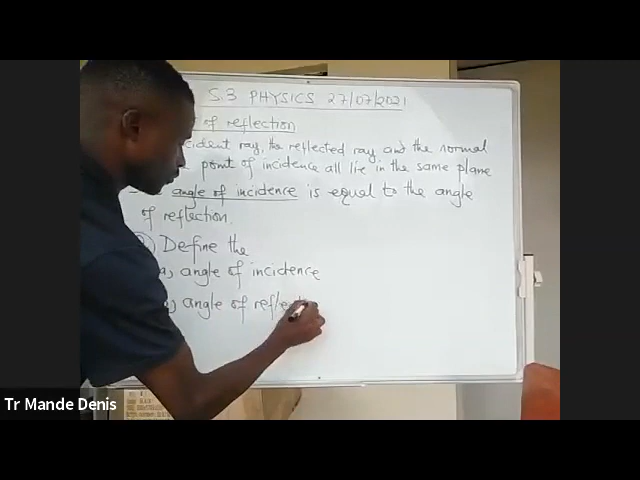 S.3 PHYSICS 27/07/2021
of reflection
cident ray, the reflected ray and the normal
point of incidence all lie in the same plane
angle of incidence is equal to the angle
of reflection.
Define the
a, angle of incidence
angle of reflecti
Tr Mande Denis